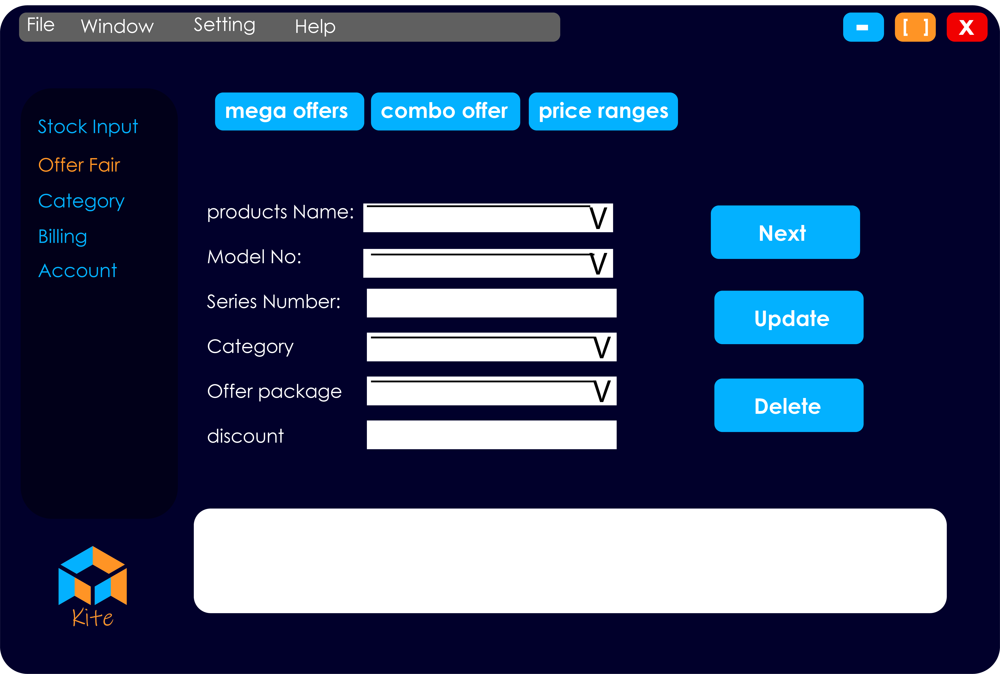 File Window Setting Help - [ ] x
mega offers combo offer price ranges
Stock Input
Offer Fair
Category
Billing
Account
products Name: V
Model No: V
Series Number:
Category V
Offer package V
discount
Next
Update
Delete
Kite